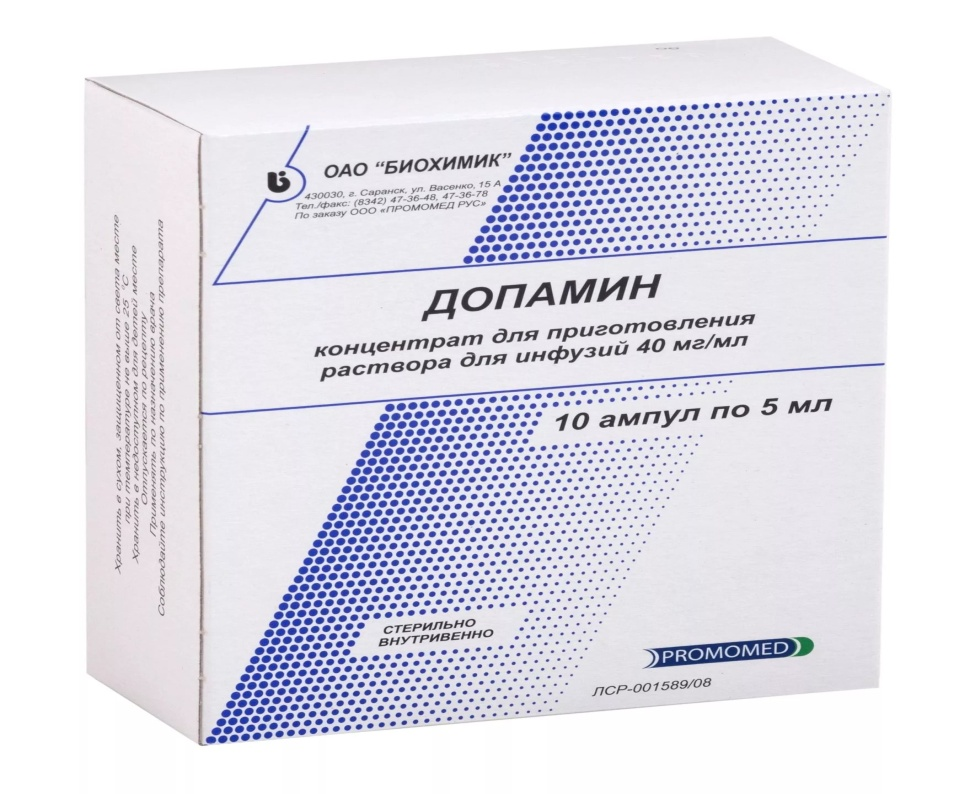 ОАО "БИОХИМИК"
430030, г. Саранск, ул. Васенко, 15 А
Тел./факс: (8342) 47-36-48, 47-36-78
По заказу ООО «ПРОМОМЕД РУС»
ДОПАМИН
концентрат для приготовления
раствора для инфузий 40 мг/мл
10 ампул по 5 мл
СТЕРИЛЬНО
ВНУТРИВЕННО
PROMOMED
ЛСР-001589/08
Хранить в сухом, защищенном от света месте
при температуре не выше 25 °С
Хранить в недоступном для детей месте
Отпускается по рецепту
Применять по назначению врача
Соблюдайте инструкцию по применению препарата